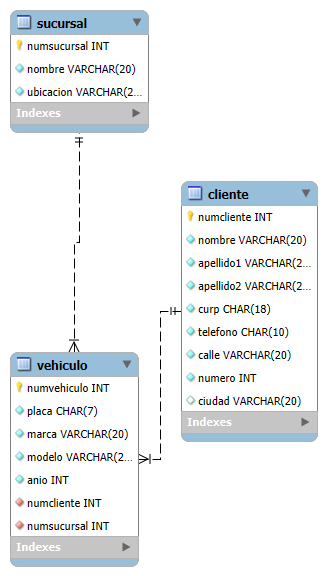 sucursal
numsucursal INT
nombre VARCHAR(20)
ubicacion VARCHAR(2...
Indexes
cliente
numcliente INT
nombre VARCHAR(20)
apellido1 VARCHAR(2...
apellido2 VARCHAR(2...
curp CHAR(18)
telefono CHAR(10)
calle VARCHAR(20)
numero INT
ciudad VARCHAR(20)
Indexes
vehiculo
numvehiculo INT
placa CHAR(7)
marca VARCHAR(20)
modelo VARCHAR(2...
anio INT
numcliente INT
numsucursal INT
Indexes